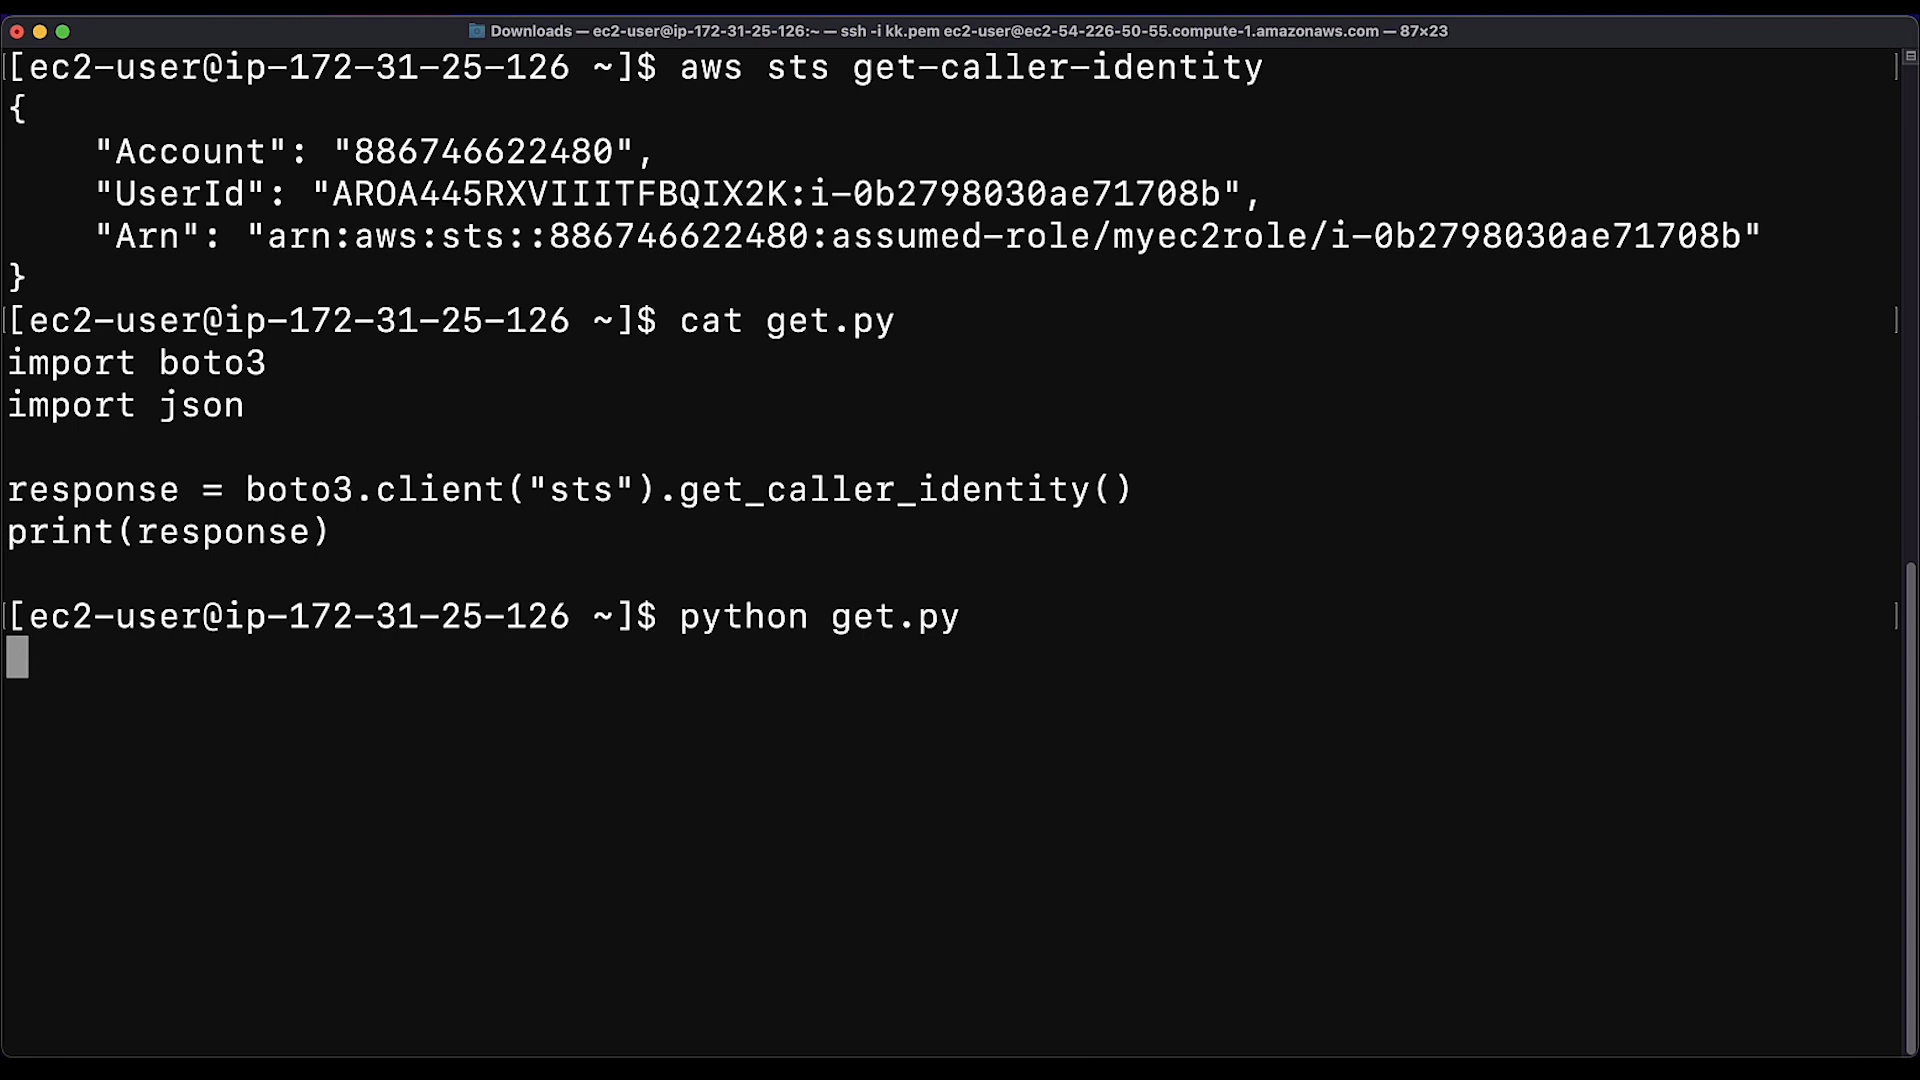 Downloads — ec2-user@ip-172-31-25-126:~ — ssh -i kk.pem ec2-user@ec2-54-226-50-55.compute-1.amazonaws.com — 87×23
[ec2-user@ip-172-31-25-126 ~]$ aws sts get-caller-identity
{
    "Account": "886746622480",
    "UserId": "AROA445RXVIIITFBQIX2K:i-0b2798030ae71708b",
    "Arn": "arn:aws:sts::886746622480:assumed-role/myec2role/i-0b2798030ae71708b"
}
[ec2-user@ip-172-31-25-126 ~]$ cat get.py
import boto3
import json
response = boto3.client("sts").get_caller_identity()
print(response)
[ec2-user@ip-172-31-25-126 ~]$ python get.py